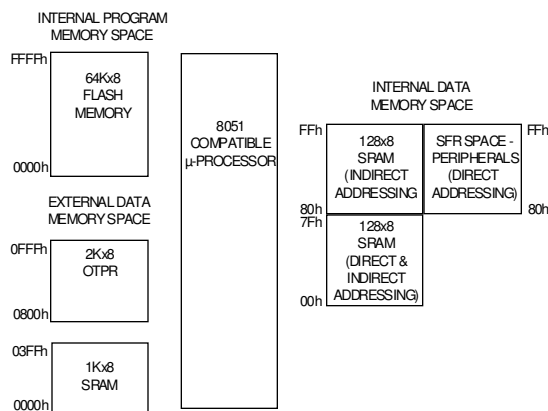 INTERNAL PROGRAM
MEMORY SPACE
FFFFh
64Kx8
FLASH
MEMORY
0000h
EXTERNAL DATA
MEMORY SPACE
0FFFh
2Kx8
OTPR
0800h
03FFh
1Kx8
SRAM
0000h
8051
COMPATIBLE
µ-PROCESSOR
INTERNAL DATA
MEMORY SPACE
FFh
128x8
SRAM
(INDIRECT
ADDRESSING
80h
SFR SPACE -
PERIPHERALS
(DIRECT
ADDRESSING)
FFh
80h
7Fh
128x8
SRAM
(DIRECT &
INDIRECT
ADDRESSING)
00h